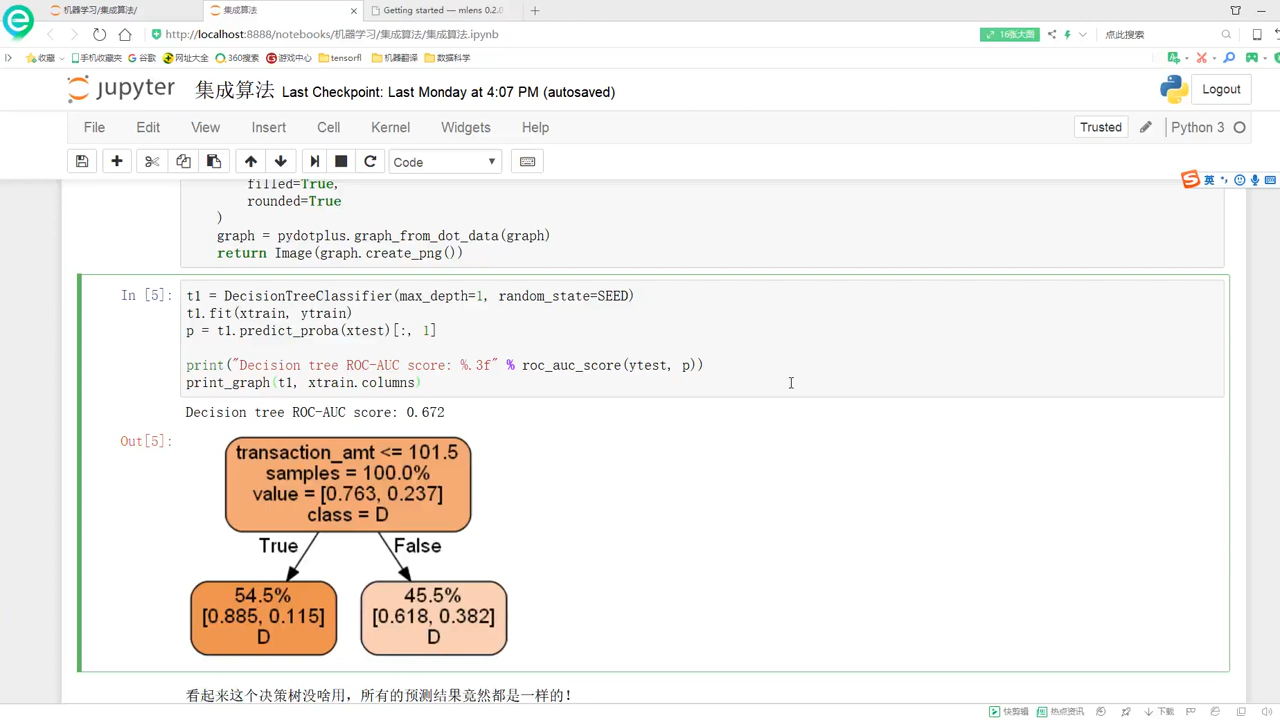 机器学习/集成算法/
集成算法
Getting started — mlens 0.2.0
http://localhost:8888/notebooks/机器学习/集成算法/集成算法.ipynb
16张大图
点此搜索
收藏
手机收藏夹
谷歌
网址大全
360搜索
游戏中心
tensorfl
机器翻译
数据科学
jupyter 集成算法 Last Checkpoint: Last Monday at 4:07 PM (autosaved)
Logout
File Edit View Insert Cell Kernel Widgets Help
Trusted
Python 3
Code
英
filled=True,
rounded=True
)
graph = pydotplus.graph_from_dot_data(graph)
return Image(graph.create_png())
In [5]:
t1 = DecisionTreeClassifier(max_depth=1, random_state=SEED)
t1.fit(xtrain, ytrain)
p = t1.predict_proba(xtest)[:, 1]
print("Decision tree ROC-AUC score: %.3f" % roc_auc_score(ytest, p))
print_graph(t1, xtrain.columns)
Decision tree ROC-AUC score: 0.672
Out[5]:
transaction_amt <= 101.5
samples = 100.0%
value = [0.763, 0.237]
class = D
True
False
54.5%
[0.885, 0.115]
D
45.5%
[0.618, 0.382]
D
看起来这个决策树没啥用，所有的预测结果竟然都是一样的！
快剪辑
热点资讯
下载